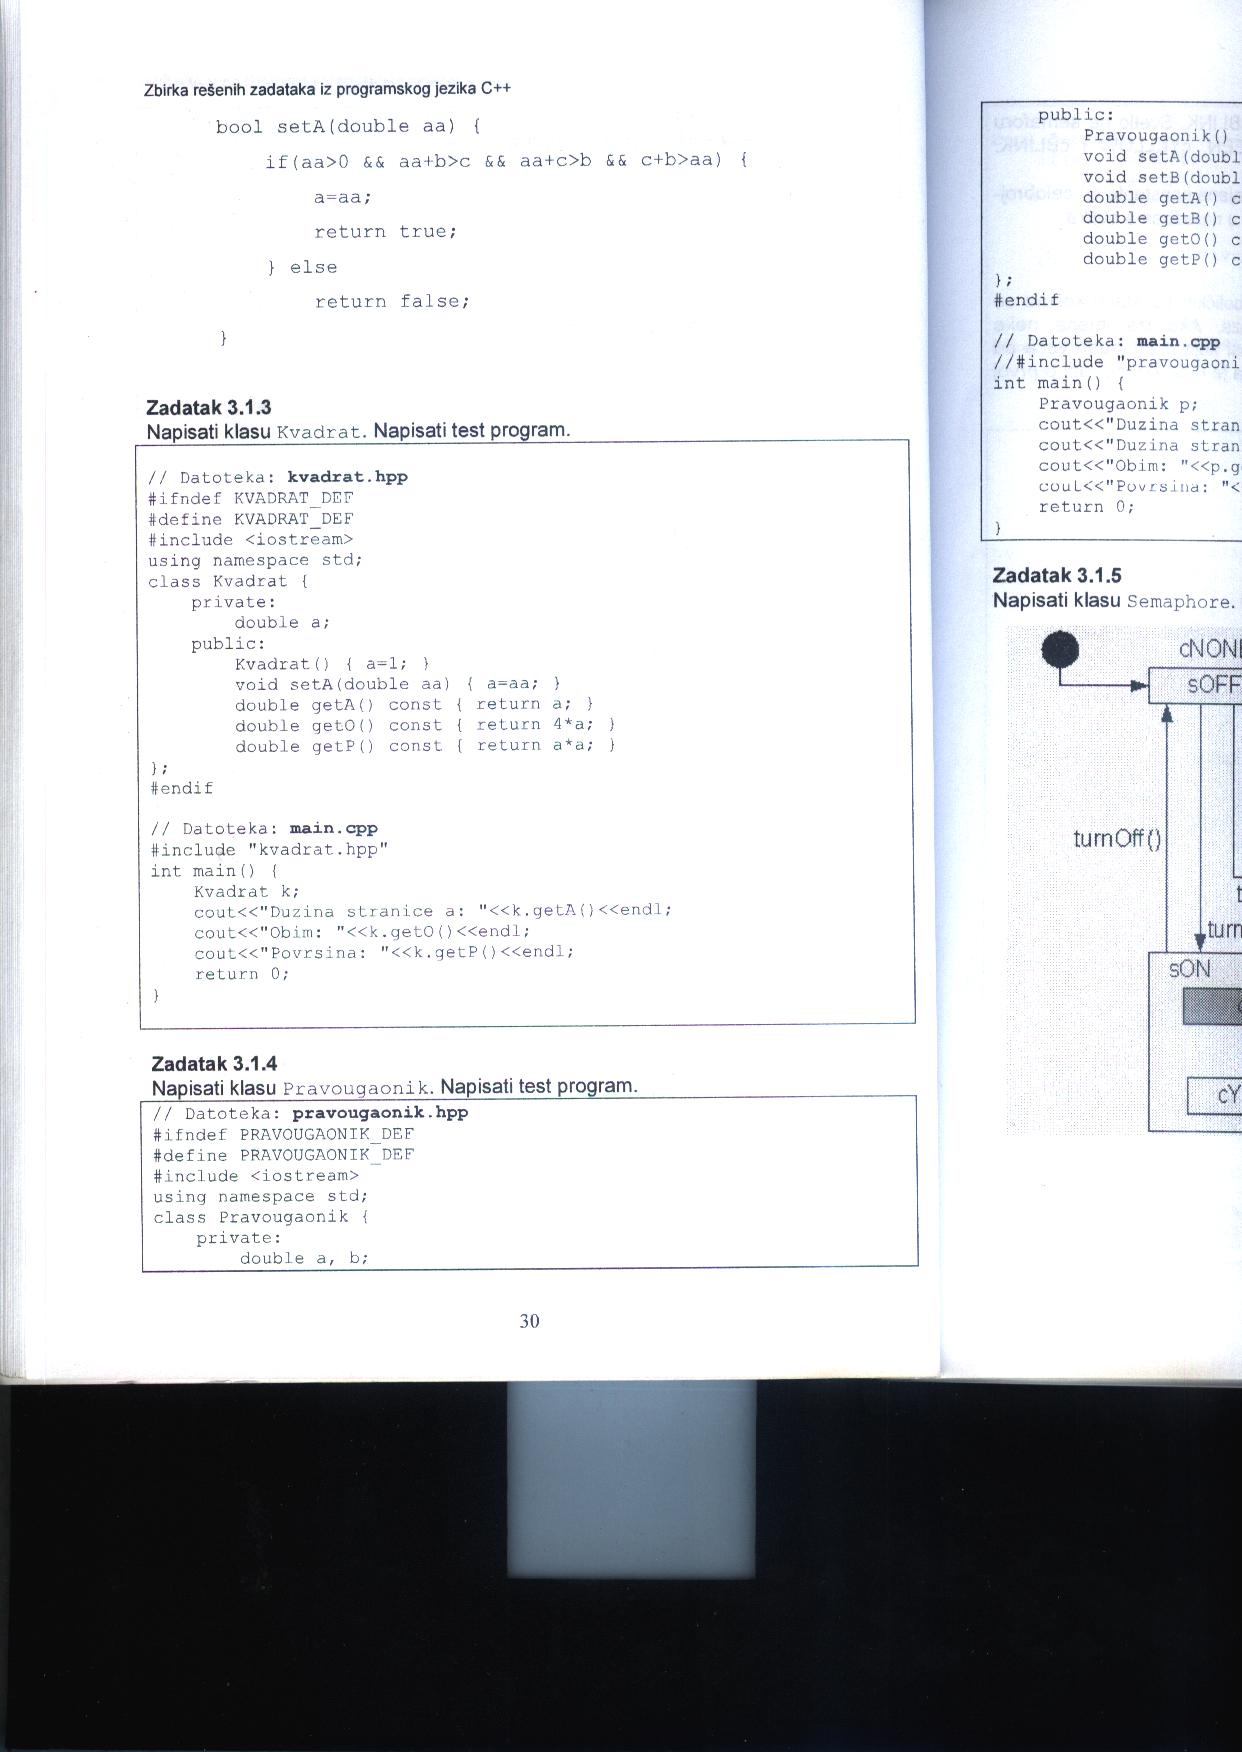 Zbirka rešenih zadataka iz programskog jezika C++
bool setA(double aa) {
if(aa>0 && aa+b>c && aa+c>b && c+b>aa) {
a=aa;
return true;
} else
return false;
}
Zadatak 3.1.3
Napisati klasu Kvadrat. Napisati test program.
// Datoteka: kvadrat.hpp
#ifndef KVADRAT_DEF
#define KVADRAT_DEF
#include <iostream>
using namespace std;
class Kvadrat {
private:
double a;
public:
Kvadrat() { a=1; }
void setA(double aa) { a=aa; }
double getA() const { return a; }
double getO() const { return 4*a; }
double getP() const { return a*a; }
};
#endif
// Datoteka: main.cpp
#include "kvadrat.hpp"
int main() {
Kvadrat k;
cout<<"Duzina stranice a: "<<k.getA()<<endl;
cout<<"Obim: "<<k.getO()<<endl;
cout<<"Povrsina: "<<k.getP()<<endl;
return 0;
}
Zadatak 3.1.4
Napisati klasu Pravougaonik. Napisati test program.
// Datoteka: pravougaonik.hpp
#ifndef PRAVOUGAONIK_DEF
#define PRAVOUGAONIK_DEF
#include <iostream>
using namespace std;
class Pravougaonik {
private:
double a, b;
30
public:
Pravougaonik()
void setA(doubl
void setB(doubl
double getA() c
double getB() c
double getO() c
double getP() c
};
#endif
// Datoteka: main.cpp
//#include "pravougaoni
int main() {
Pravougaonik p;
cout<<"Duzina stran
cout<<"Duzina stran
cout<<"Obim: "<<p.g
cout<<"Povrsina: "<
return 0;
}
Zadatak 3.1.5
Napisati klasu Semaphore.
cNON
sOFF
turnOff()
t
turn
sON
cY